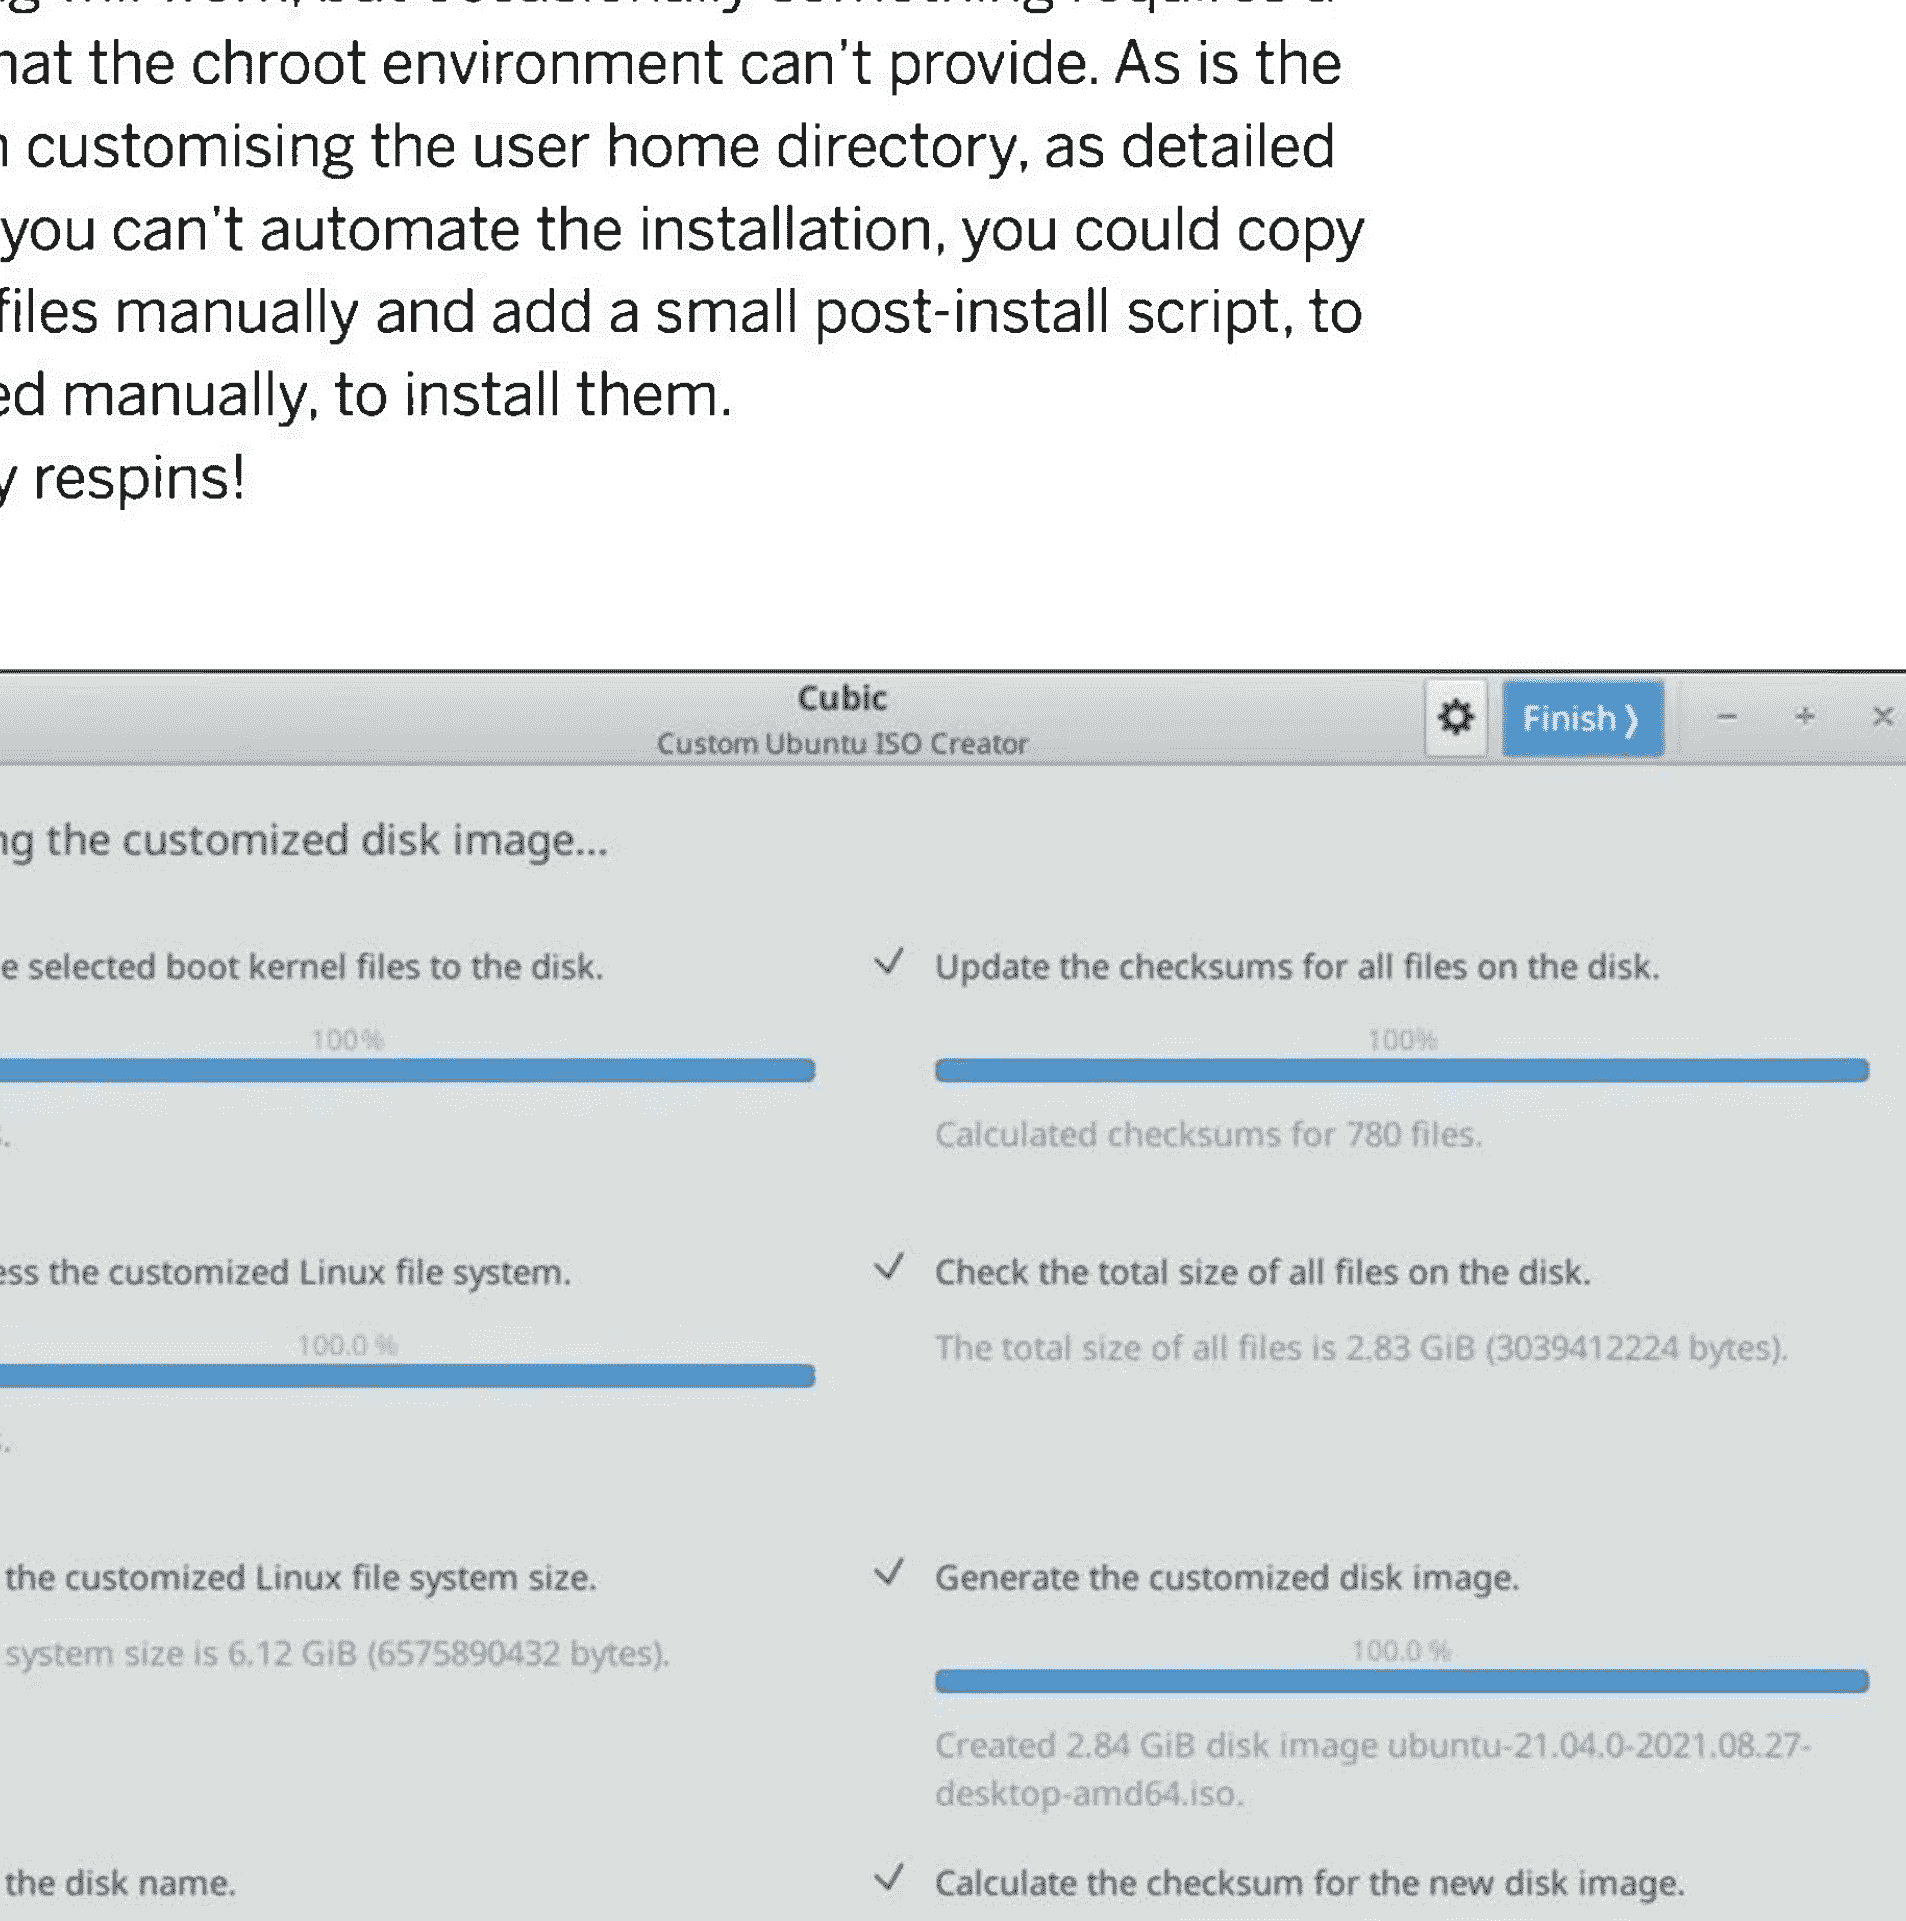 that the chroot environment can't provide. As is the
customising the user home directory, as detailed
you can't automate the installation, you could copy
files manually and add a small post-install script, to
manually, to install them.
respins!
Cubic
Custom Ubuntu ISO Creator
Finish ❭
the customized disk image...
selected boot kernel files to the disk.
100%
the customized Linux file system.
100.0 %
the customized Linux file system size.
system size is 6.12 GiB (6575890432 bytes).
the disk name.
✓ Update the checksums for all files on the disk.
100%
Calculated checksums for 780 files.
✓ Check the total size of all files on the disk.
The total size of all files is 2.83 GiB (3039412224 bytes).
✓ Generate the customized disk image.
100.0 %
Created 2.84 GiB disk image ubuntu-21.04.0-2021.08.27-
desktop-amd64.iso.
✓ Calculate the checksum for the new disk image.